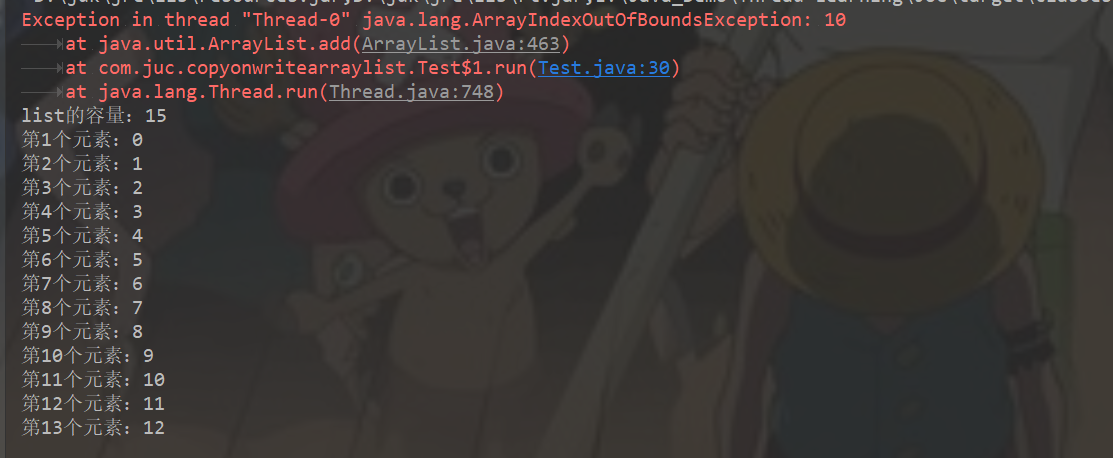 Exception in thread "Thread-0" java.lang.ArrayIndexOutOfBoundsException: 10
at java.util.ArrayList.add(ArrayList.java:463)
at com.juc.copyonwritearraylist.Test$1.run(Test.java:30)
at java.lang.Thread.run(Thread.java:748)
list的容量：15
第1个元素：0
第2个元素：1
第3个元素：2
第4个元素：3
第5个元素：4
第6个元素：5
第7个元素：6
第8个元素：7
第9个元素：8
第10个元素：9
第11个元素：10
第12个元素：11
第13个元素：12